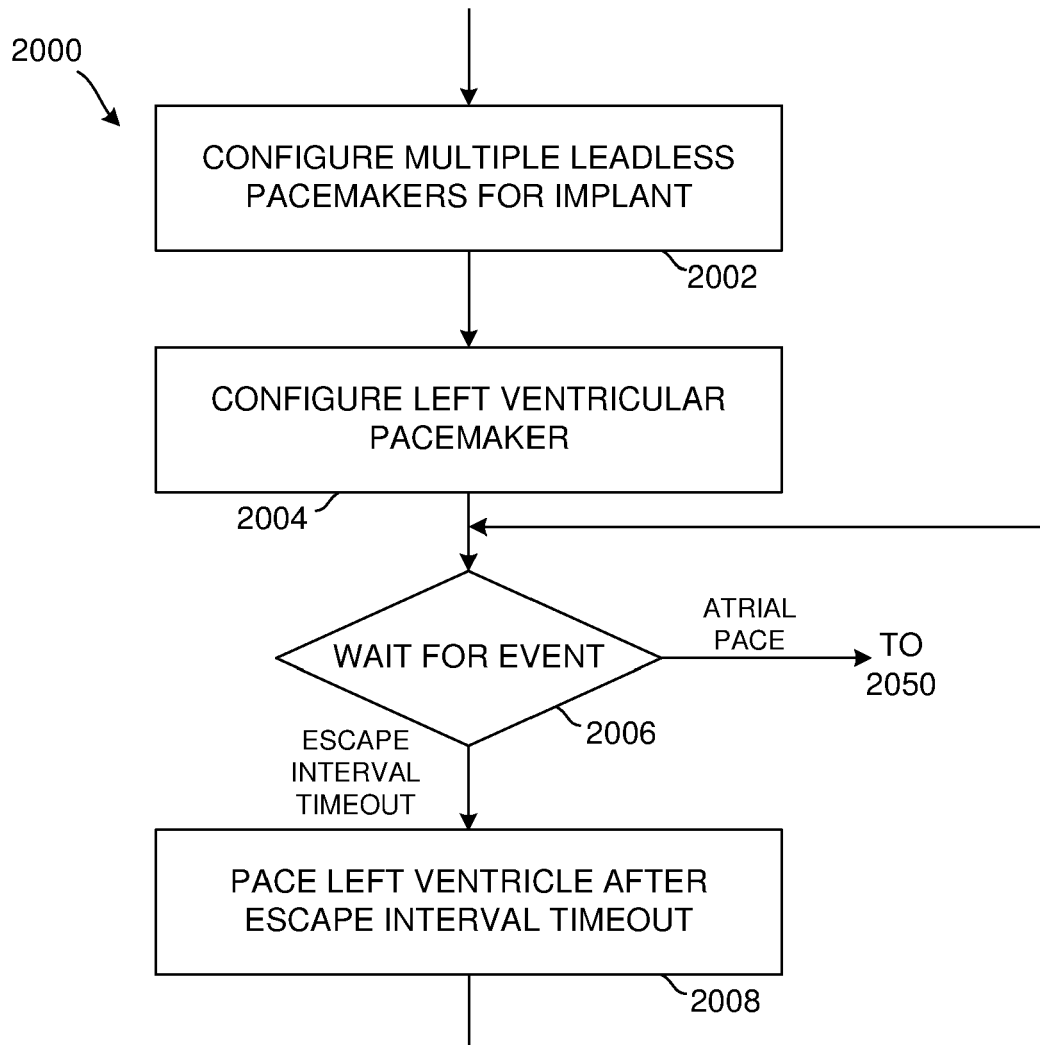 2000
CONFIGURE MULTIPLE LEADLESS
PACEMAKERS FOR IMPLANT
2002
CONFIGURE LEFT VENTRICULAR
PACEMAKER
2004
WAIT FOR EVENT
ATRIAL
PACE
TO
2050
2006
ESCAPE
INTERVAL
TIMEOUT
PACE LEFT VENTRICLE AFTER
ESCAPE INTERVAL TIMEOUT
2008